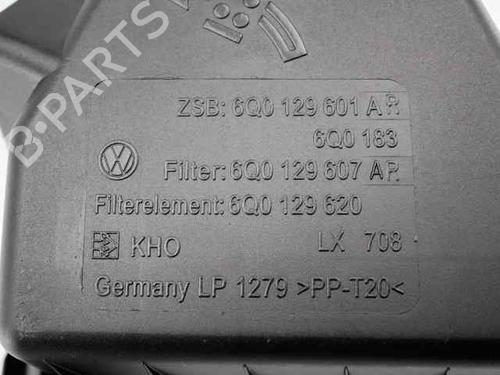 B-PARTS
ZSB: 6Q0 129 601 AR
6Q0 183
Filter: 6Q0 129 607 AR
Filterelement: 6Q0 129 620
KHO LX 708
Germany LP 1279 >PP-T20<